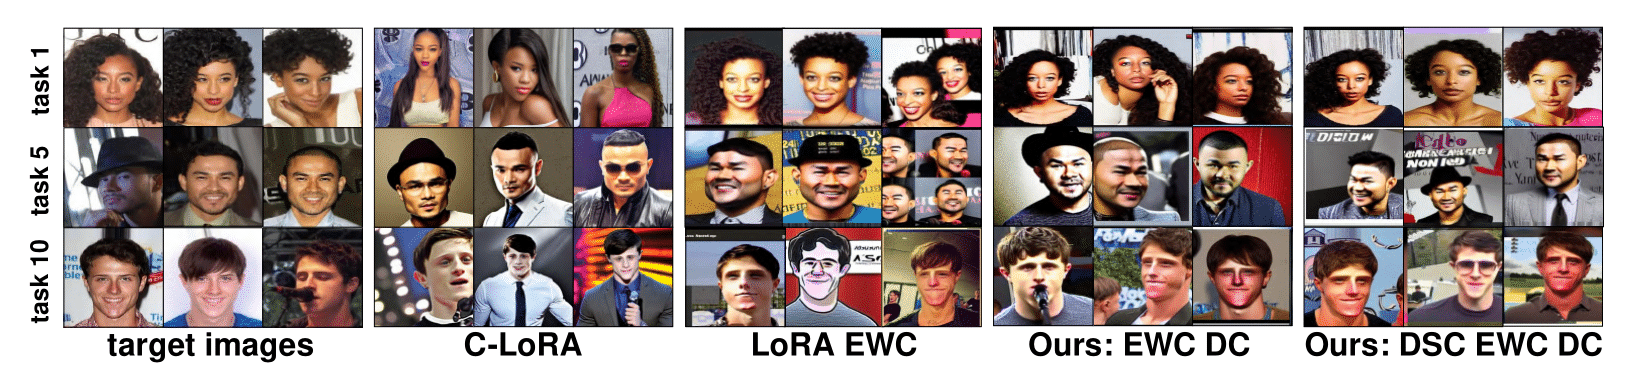 task 1
task 5
task 10
target images
C-LoRA
LoRA EWC
Ours: EWC DC
Ours: DSC EWC DC